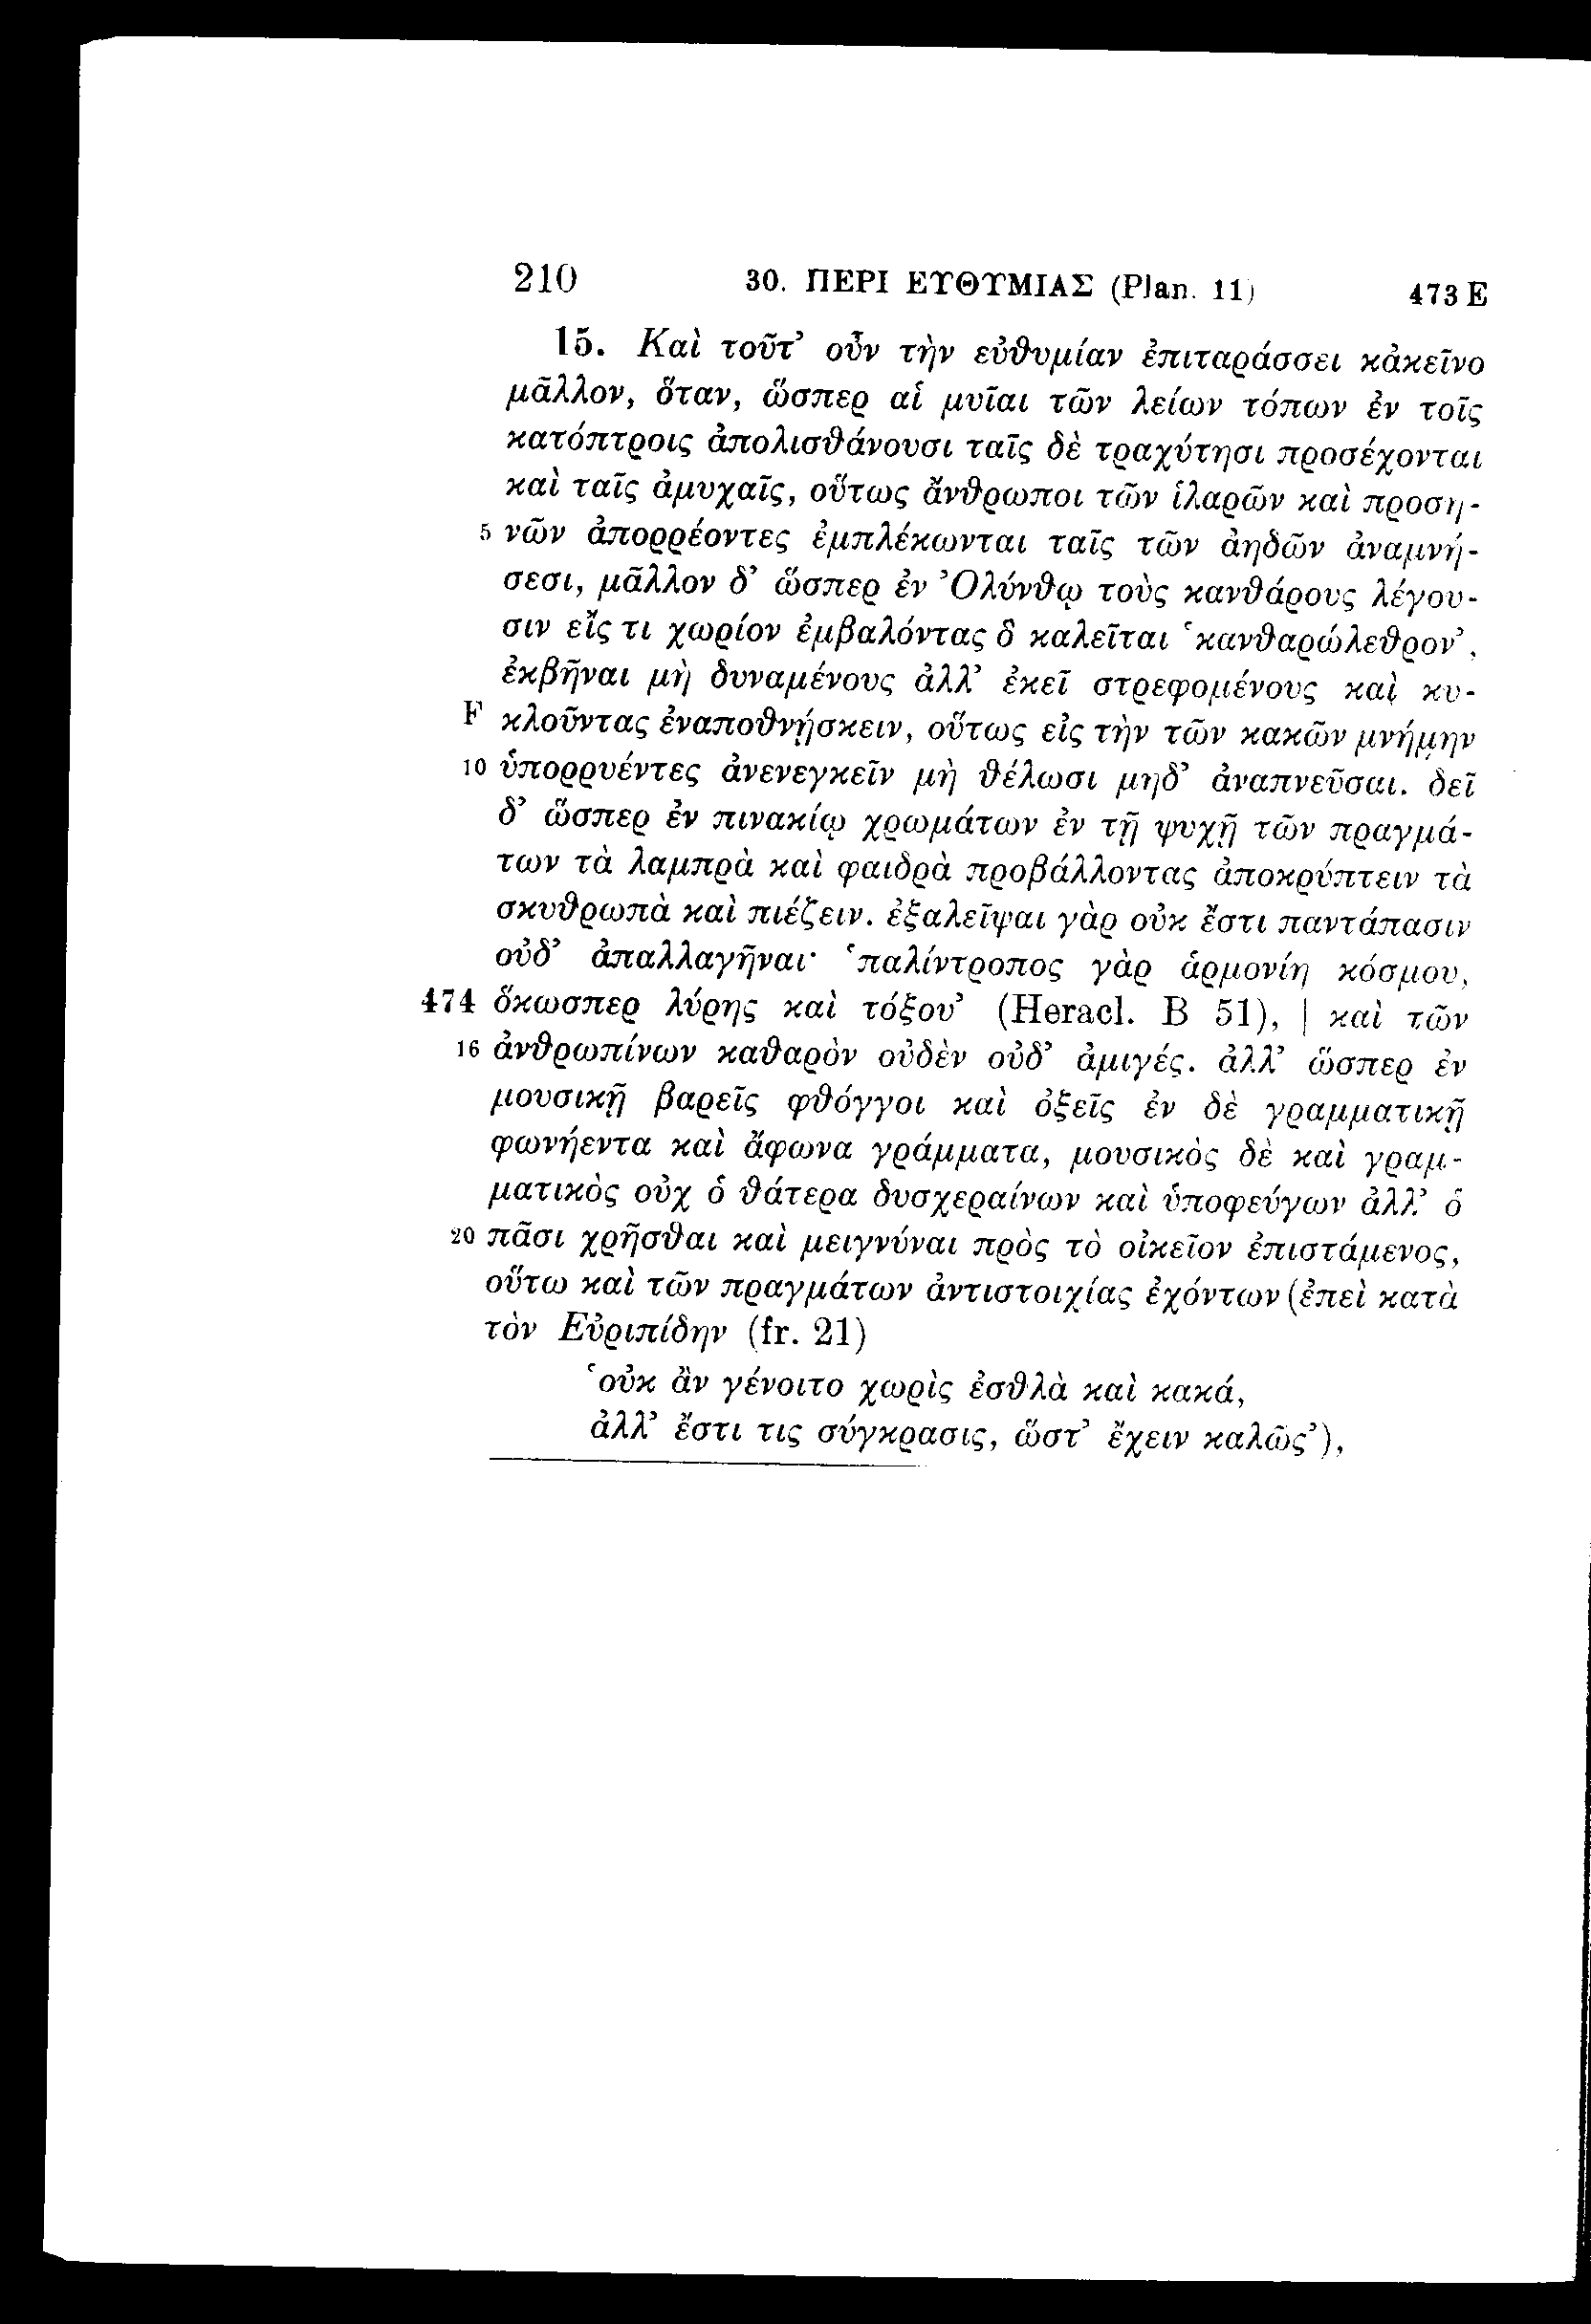 210 30. ΠΕΡΙ ΕΥΘΥΜΙΑΣ (Plan. 11) 473 E
15. Καὶ τοῦτ’ οὖν τὴν εὐθυμίαν ἐπιταράσσει κἀκεῖνο
μᾶλλον, ὅταν, ὥσπερ αἱ μυῖαι τῶν λείων τόπων ἐν τοῖς
κατόπτροις ἀπολισθάνουσι ταῖς δὲ τραχύτησι προσέχονται
καὶ ταῖς ἀμυχαῖς, οὕτως ἄνθρωποι τῶν ἱλαρῶν καὶ προση-
5 νῶν ἀπορρέοντες ἐμπλέκωνται ταῖς τῶν ἀηδῶν ἀναμνή-
σεσι, μᾶλλον δ’ ὥσπερ ἐν Ὀλύνθῳ τοὺς κανθάρους λέγου-
σιν εἴς τι χωρίον ἐμβαλόντας ὃ καλεῖται ‘κανθαρώλεθρον’,
ἐκβῆναι μὴ δυναμένους ἀλλ’ ἐκεῖ στρεφομένους καὶ κυ-
F κλοῦντας ἐναποθνῄσκειν, οὕτως εἰς τὴν τῶν κακῶν μνήμην
10 ὑπορρυέντες ἀνενεγκεῖν μὴ θέλωσι μηδ’ ἀναπνεῦσαι. δεῖ
δ’ ὥσπερ ἐν πινακίῳ χρωμάτων ἐν τῇ ψυχῇ τῶν πραγμά-
των τὰ λαμπρὰ καὶ φαιδρὰ προβάλλοντας ἀποκρύπτειν τὰ
σκυθρωπὰ καὶ πιέζειν. ἐξαλεῖψαι γὰρ οὐκ ἔστι παντάπασιν
οὐδ’ ἀπαλλαγῆναι· ‘παλίντροπος γὰρ ἁρμονίη κόσμου,
474 ὅκωσπερ λύρης καὶ τόξου’ (Heracl. B 51), | καὶ τῶν
16 ἀνθρωπίνων καθαρὸν οὐδὲν οὐδ’ ἀμιγές. ἀλλ’ ὥσπερ ἐν
μουσικῇ βαρεῖς φθόγγοι καὶ ὀξεῖς ἐν δὲ γραμματικῇ
φωνήεντα καὶ ἄφωνα γράμματα, μουσικὸς δὲ καὶ γραμ-
ματικὸς οὐχ ὁ θάτερα δυσχεραίνων καὶ ὑποφεύγων ἀλλ’ ὁ
20 πᾶσι χρῆσθαι καὶ μειγνύναι πρὸς τὸ οἰκεῖον ἐπιστάμενος,
οὕτω καὶ τῶν πραγμάτων ἀντιστοιχίας ἐχόντων (ἐπεὶ κατὰ
τὸν Εὐριπίδην (fr. 21)
‘οὐκ ἂν γένοιτο χωρὶς ἐσθλὰ καὶ κακά,
ἀλλ’ ἔστι τις σύγκρασις, ὥστ’ ἔχειν καλῶς’),